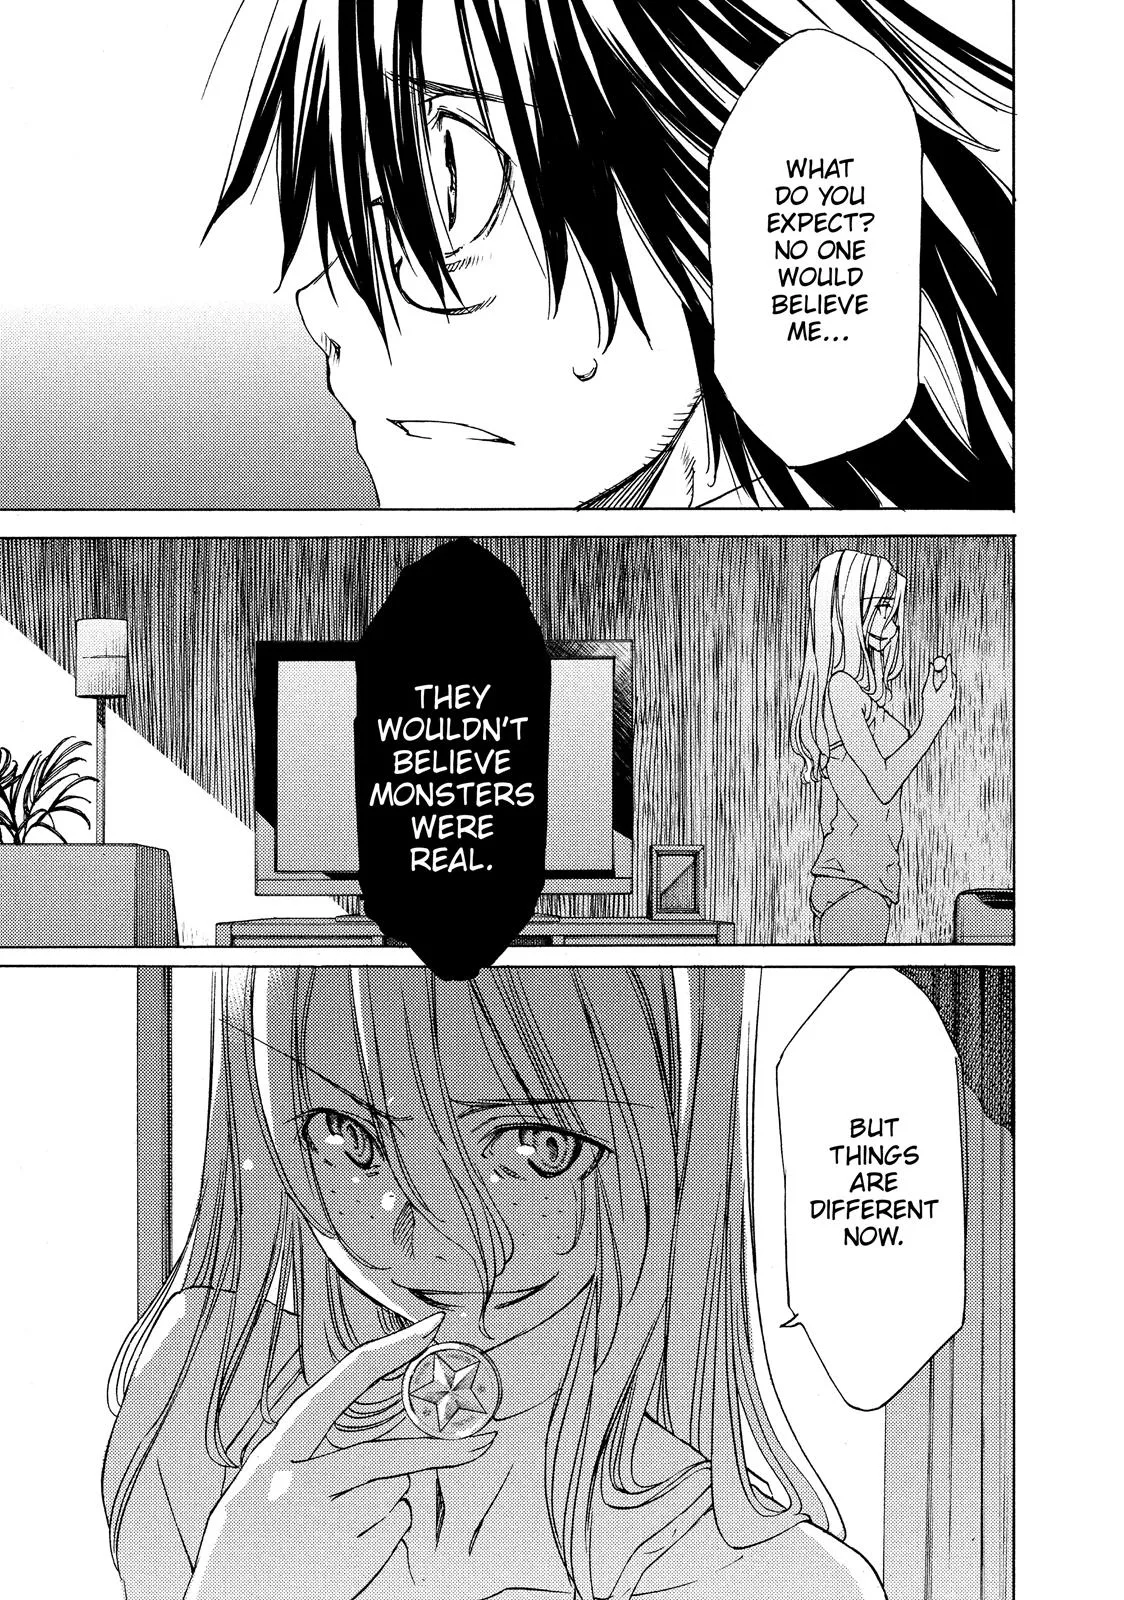 WHAT
DO YOU
EXPECT?
NO ONE
WOULD
BELIEVE
ME...
THEY
WOULDN'T
BELIEVE
MONSTERS
WERE
REAL.
BUT
THINGS
ARE
DIFFERENT
NOW.